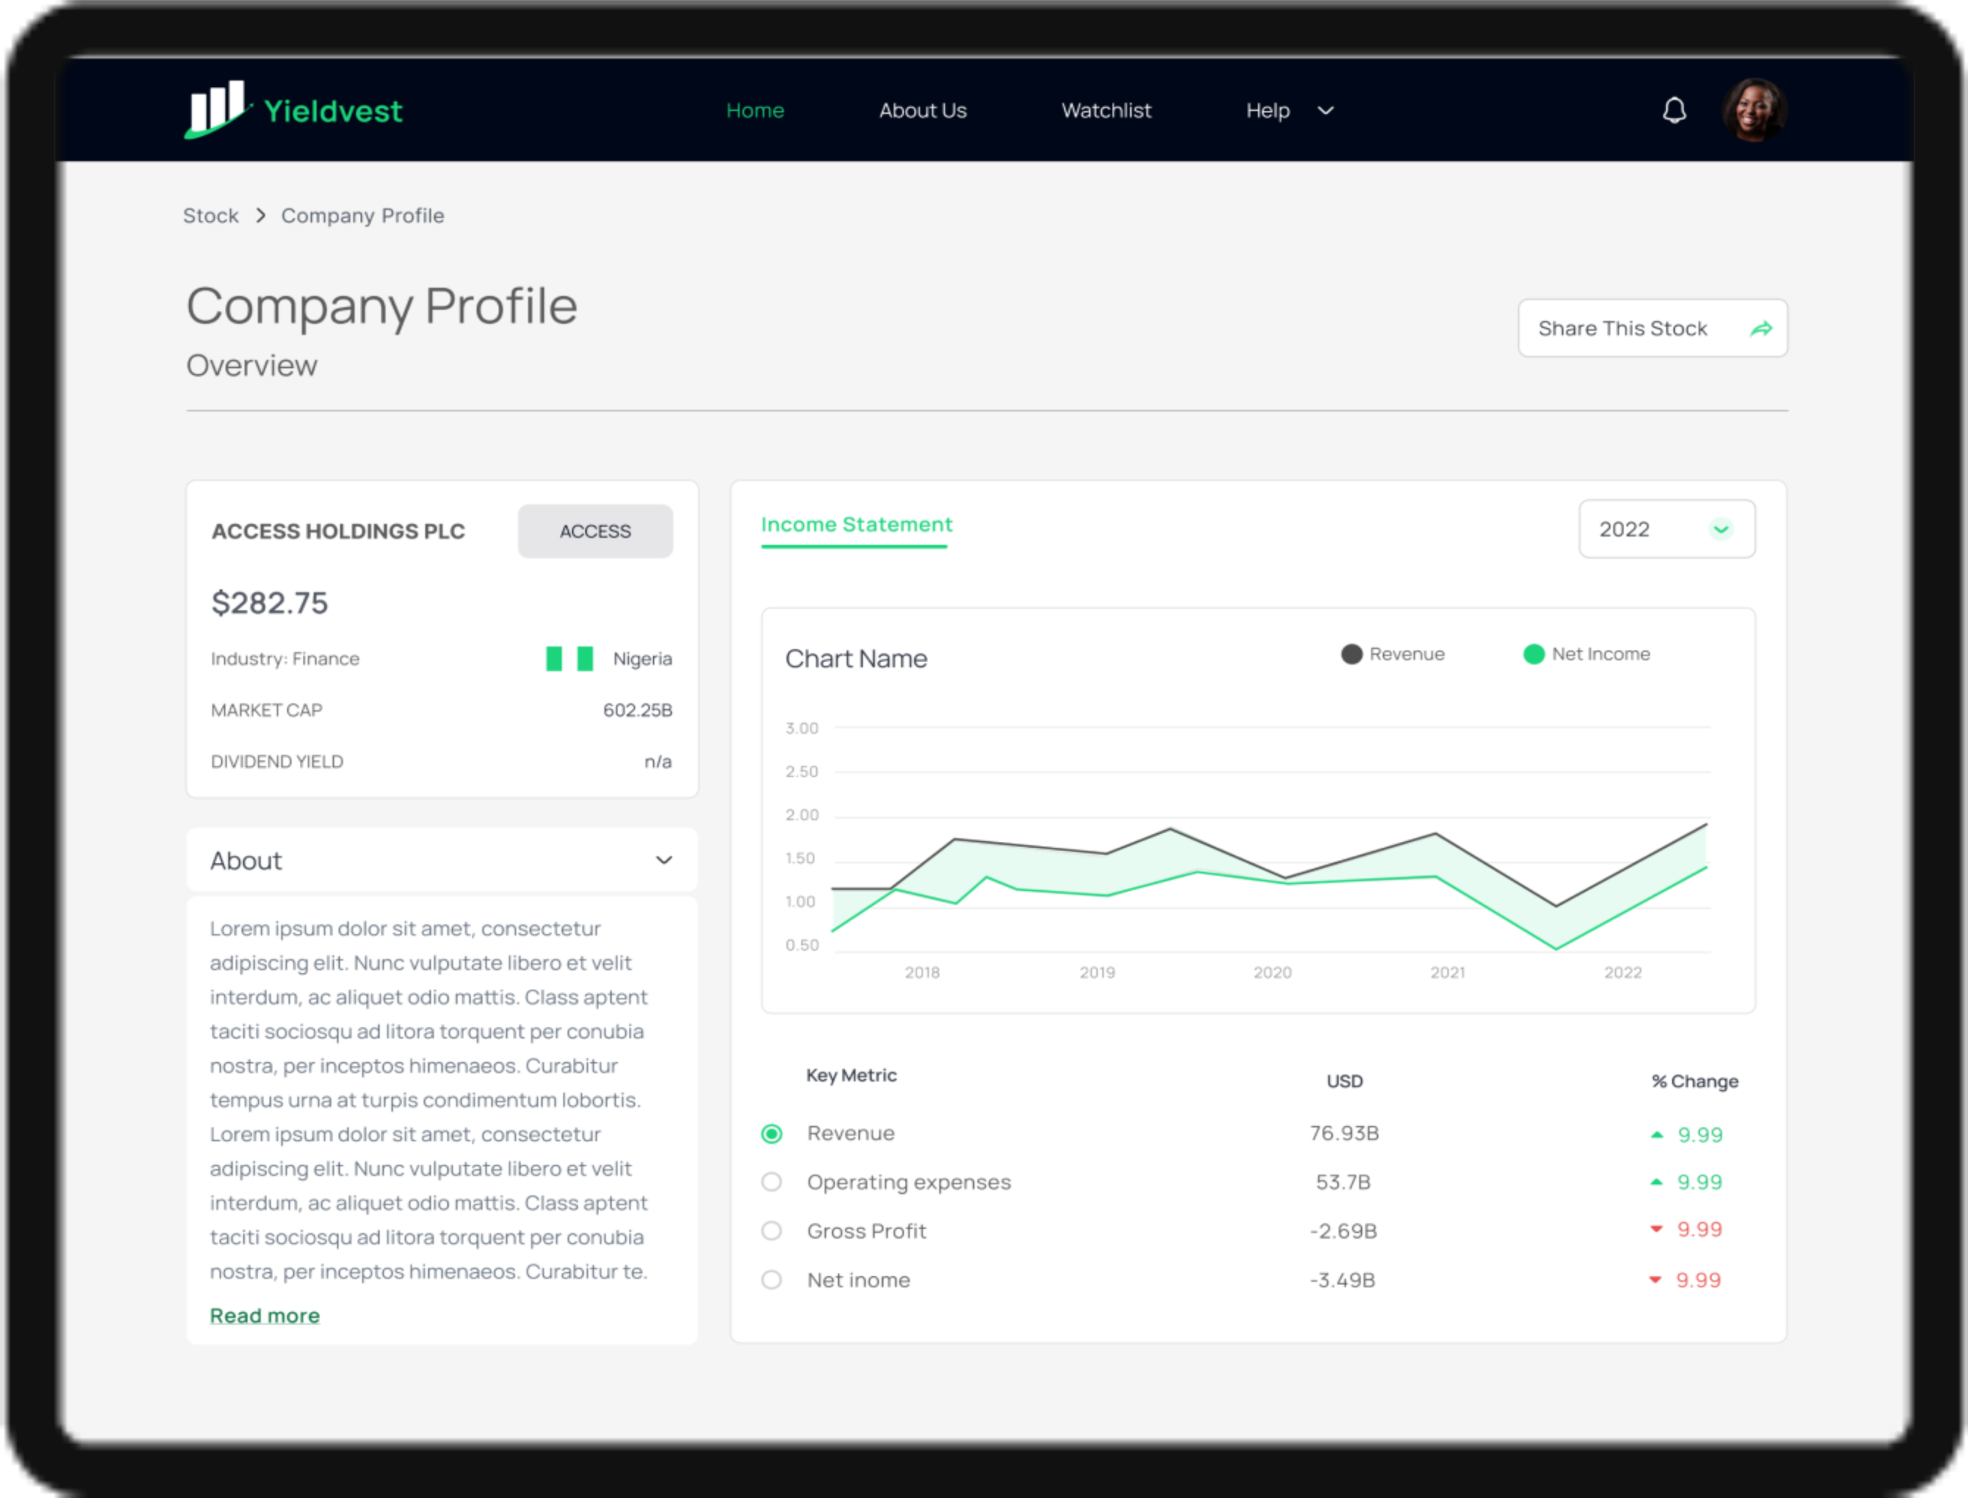 Yieldvest
Home About Us Watchlist Help
Stock > Company Profile
Company Profile
Overview
Share This Stock
ACCESS HOLDINGS PLC ACCESS
$282.75
Industry: Finance Nigeria
MARKET CAP 602.25B
DIVIDEND YIELD n/a
About
Lorem ipsum dolor sit amet, consectetur
adipiscing elit. Nunc vulputate libero et velit
interdum, ac aliquet odio mattis. Class aptent
taciti sociosqu ad litora torquent per conubia
nostra, per inceptos himenaeos. Curabitur
tempus urna at turpis condimentum lobortis.
Lorem ipsum dolor sit amet, consectetur
adipiscing elit. Nunc vulputate libero et velit
interdum, ac aliquet odio mattis. Class aptent
taciti sociosqu ad litora torquent per conubia
nostra, per inceptos himenaeos. Curabitur te.
Read more
Income Statement 2022
Chart Name Revenue Net Income
3.00
2.50
2.00
1.50
1.00
0.50
2018 2019 2020 2021 2022
Key Metric USD % Change
Revenue 76.93B 9.99
Operating expenses 53.7B 9.99
Gross Profit -2.69B 9.99
Net inome -3.49B 9.99